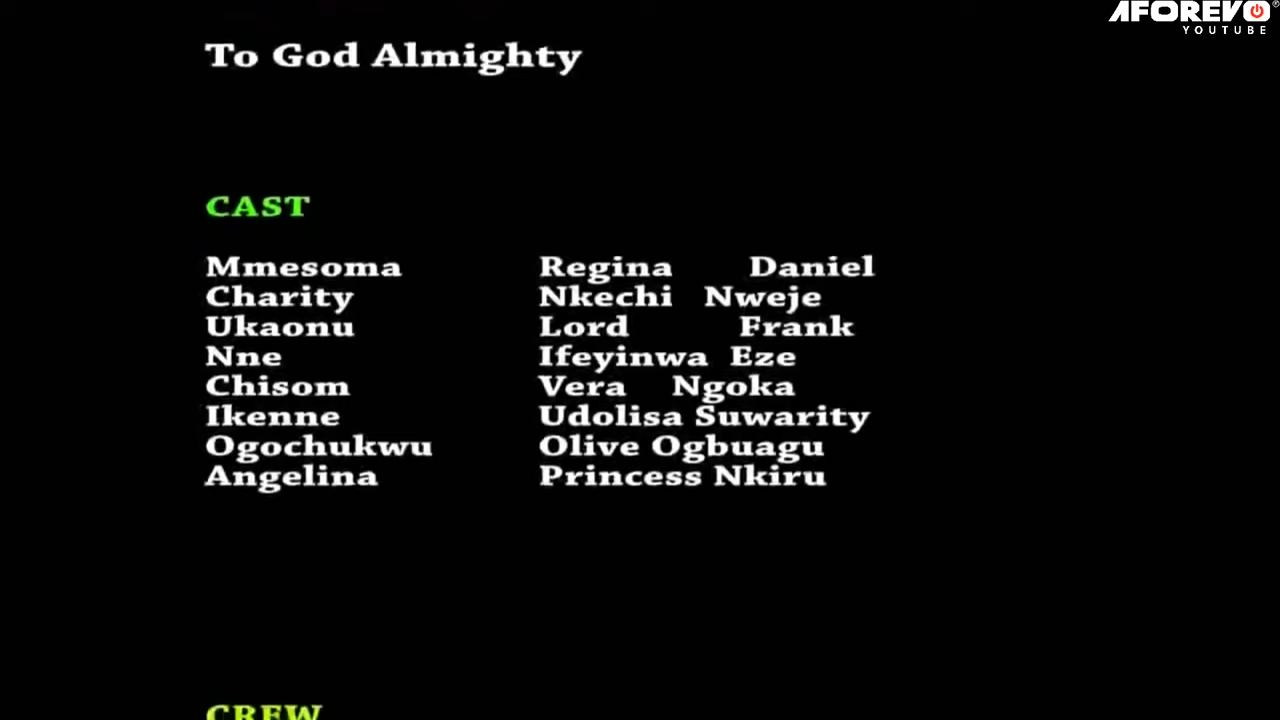 AFOREVO
YOUTUBE
To God Almighty
CAST
Mmesoma Regina Daniel
Charity Nkechi Nweje
Ukaonu Lord Frank
Nne Ifeyinwa Eze
Chisom Vera Ngoka
Ikenne Udolisa Suwarity
Ogochukwu Olive Ogbuagu
Angelina Princess Nkiru
CREW